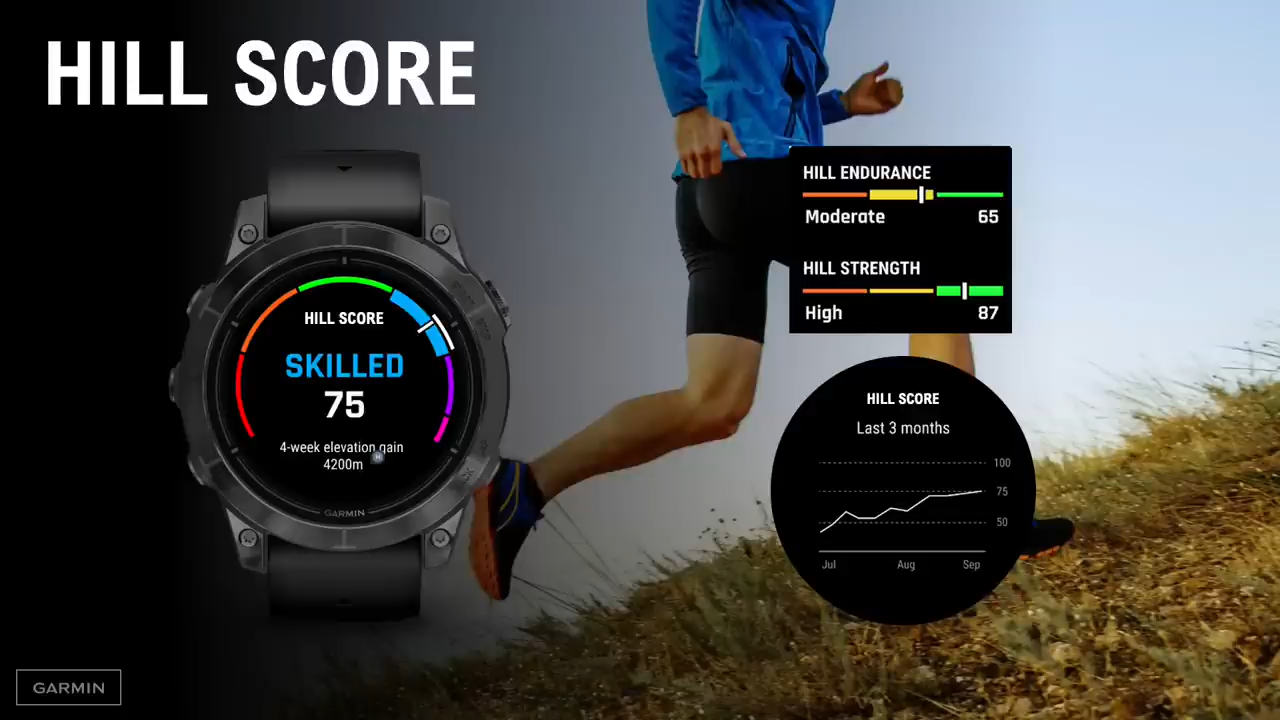 HILL SCORE
HILL SCORE
SKILLED
75
4-week elevation gain
4200m
GARMIN
HILL ENDURANCE
Moderate 65
HILL STRENGTH
High 87
HILL SCORE
Last 3 months
100
75
50
Jul Aug Sep
GARMIN